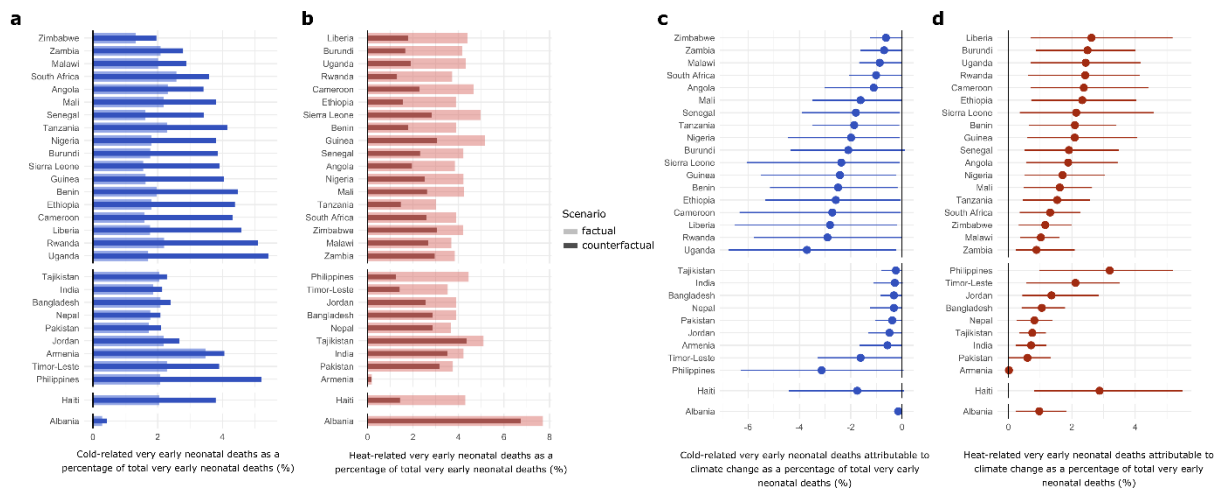 a
Zimbabwe
Zambia
Malawi
South Africa
Angola
Mali
Senegal
Tanzania
Nigeria
Burundi
Sierra Leone
Guinea
Benin
Ethiopia
Cameroon
Liberia
Rwanda
Uganda
Tajikistan
India
Bangladesh
Nepal
Pakistan
Jordan
Armenia
Timor-Leste
Philippines
Haiti
Albania
0 2 4
Cold-related very early neonatal deaths as a
percentage of total very early neonatal deaths (%)
b
Liberia
Burundi
Uganda
Rwanda
Cameroon
Ethiopia
Sierra Leone
Benin
Guinea
Senegal
Angola
Nigeria
Mali
Tanzania
South Africa
Zimbabwe
Malawi
Zambia
Philippines
Timor-Leste
Jordan
Bangladesh
Nepal
Tajikistan
India
Pakistan
Armenia
Haiti
Albania
0 2 4 6 8
Heat-related very early neonatal deaths as a
percentage of total very early neonatal deaths (%)
Scenario
factual
counterfactual
c
Zimbabwe
Zambia
Malawi
South Africa
Angola
Mali
Senegal
Tanzania
Nigeria
Burundi
Sierra Leone
Guinea
Benin
Ethiopia
Cameroon
Liberia
Rwanda
Uganda
Tajikistan
India
Bangladesh
Nepal
Pakistan
Jordan
Armenia
Timor-Leste
Philippines
Haiti
Albania
-6 -4 -2 -0
Cold-related very early neonatal deaths attributable to
climate change as a percentage of total very early
neonatal deaths (%)
d
Liberia
Burundi
Uganda
Rwanda
Cameroon
Ethiopia
Sierra Leone
Benin
Guinea
Senegal
Angola
Nigeria
Mali
Tanzania
South Africa
Zimbabwe
Malawi
Zambia
Philippines
Timor-Leste
Jordan
Bangladesh
Nepal
Tajikistan
India
Pakistan
Armenia
Haiti
Albania
0 2 4
Heat-related very early neonatal deaths attributable to
climate change as a percentage of total very early
neonatal deaths (%)